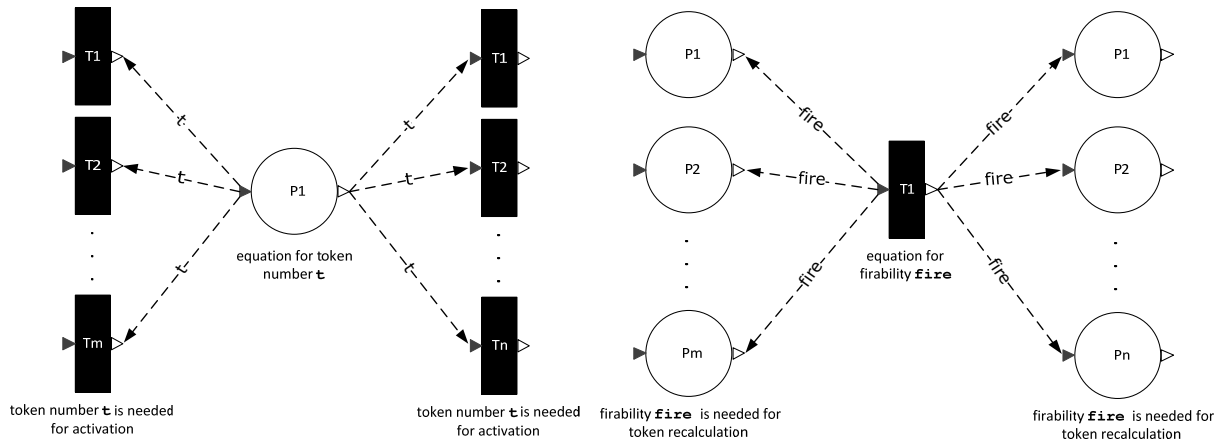 T1
T2
Tm
token number t is needed
for activation
t
t
t
P1
equation for token
number t
t
t
t
T1
T2
Tn
token number t is needed
for activation
P1
P2
Pm
firability fire is needed for
token recalculation
fire
fire
fire
T1
equation for
firability fire
fire
fire
fire
P1
P2
Pn
firability fire is needed for
token recalculation